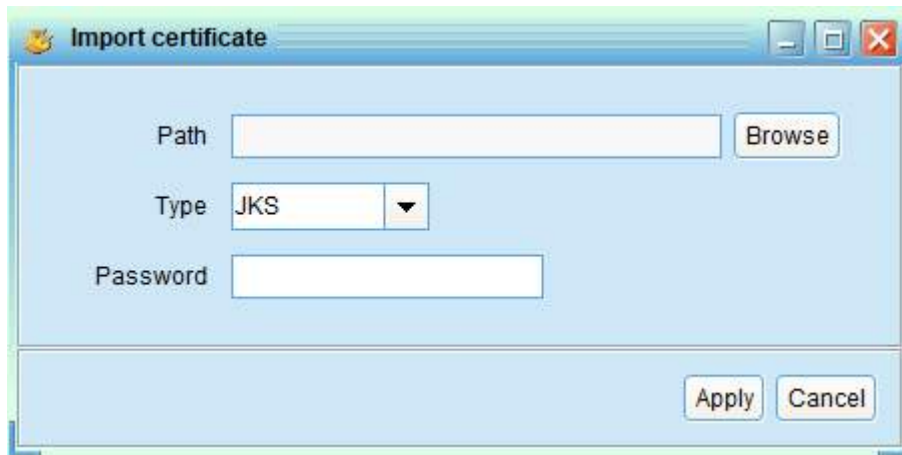 Import certificate
Path Browse
Type JKS
Password
Apply Cancel